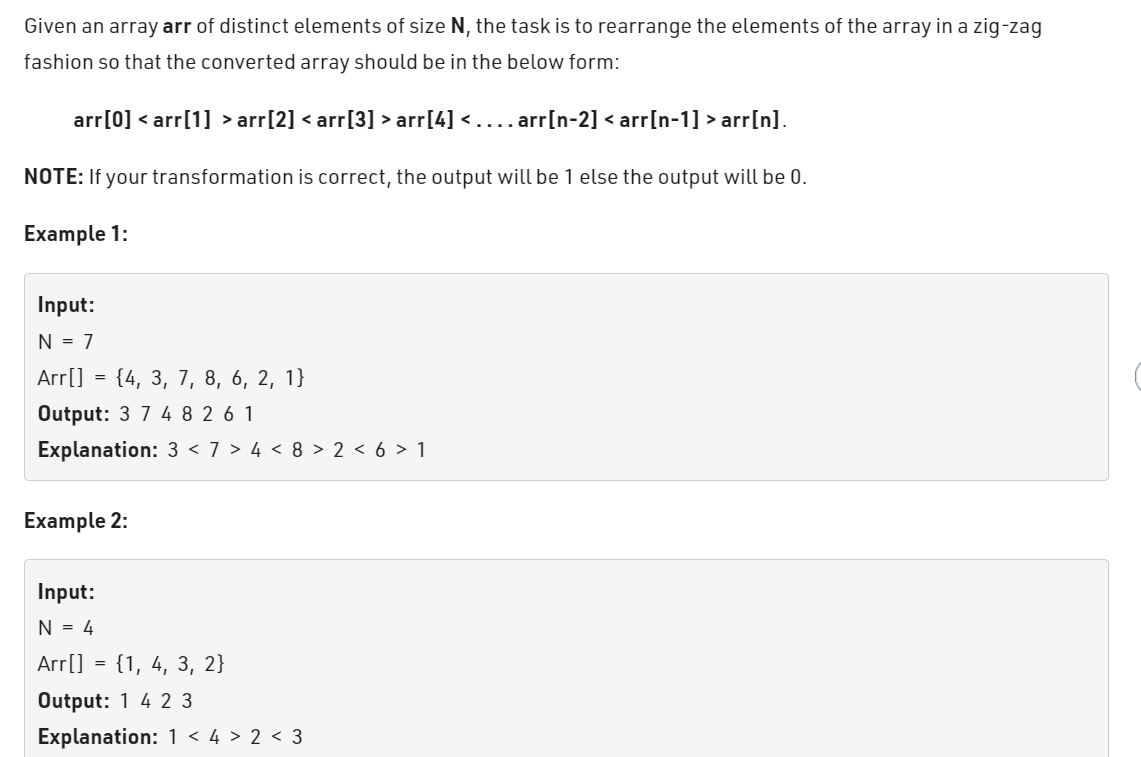 Given an array arr of distinct elements of size N, the task is to rearrange the elements of the array in a zig-zag
fashion so that the converted array should be in the below form:
arr[0] < arr[1] > arr[2] < arr[3] > arr[4] < . . . . arr[n-2] < arr[n-1] > arr[n].
NOTE: If your transformation is correct, the output will be 1 else the output will be 0.
Example 1:
Input:
N = 7
Arr[] = {4, 3, 7, 8, 6, 2, 1}
Output: 3 7 4 8 2 6 1
Explanation: 3 < 7 > 4 < 8 > 2 < 6 > 1
Example 2:
Input:
N = 4
Arr[] = {1, 4, 3, 2}
Output: 1 4 2 3
Explanation: 1 < 4 > 2 < 3